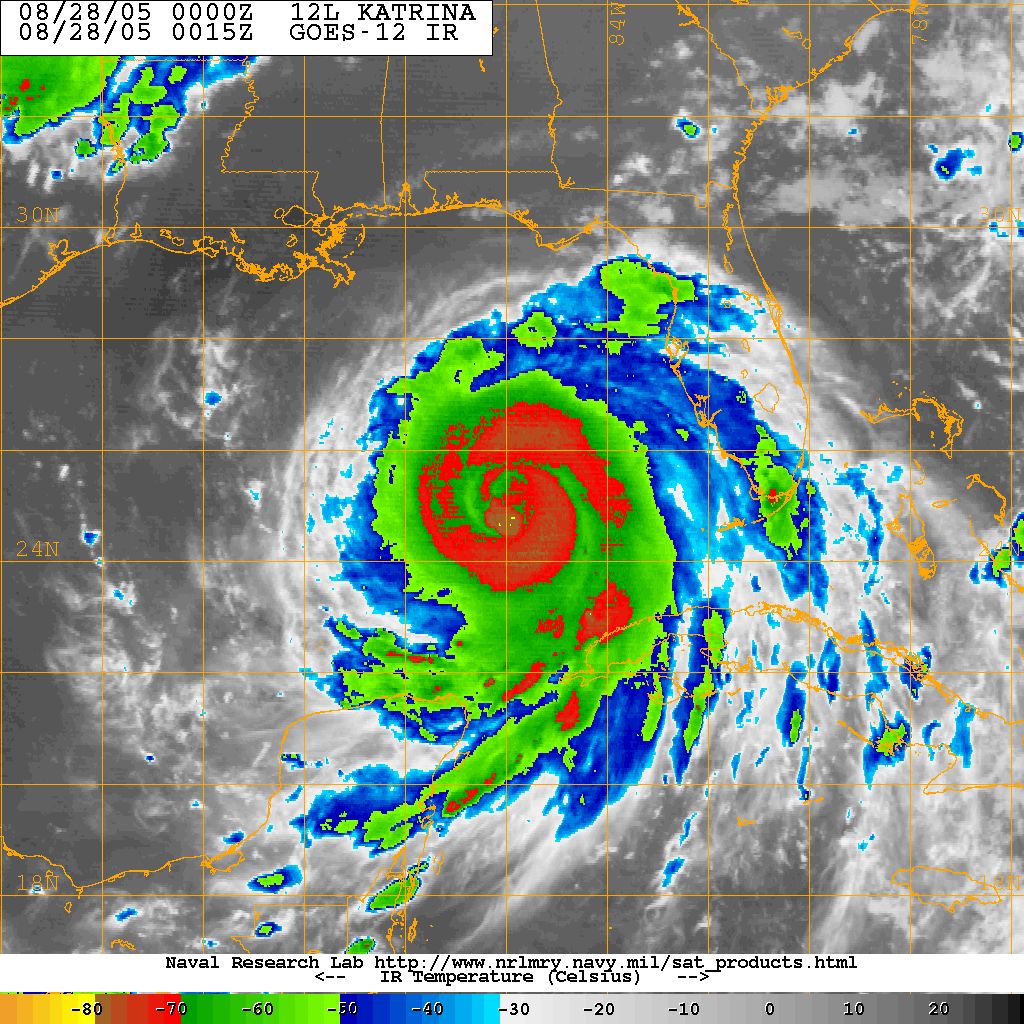 08/28/05 0000Z 12L KATRINA
08/28/05 0015Z GOES-12 IR
84W 78W
30N 30N
24N 24N
18N 18N
Naval Research Lab http://www.nrlmry.navy.mil/sat_products.html
<-- IR Temperature (Celsius) -->
-80 -70 -60 -50 -40 -30 -20 -10 0 10 20